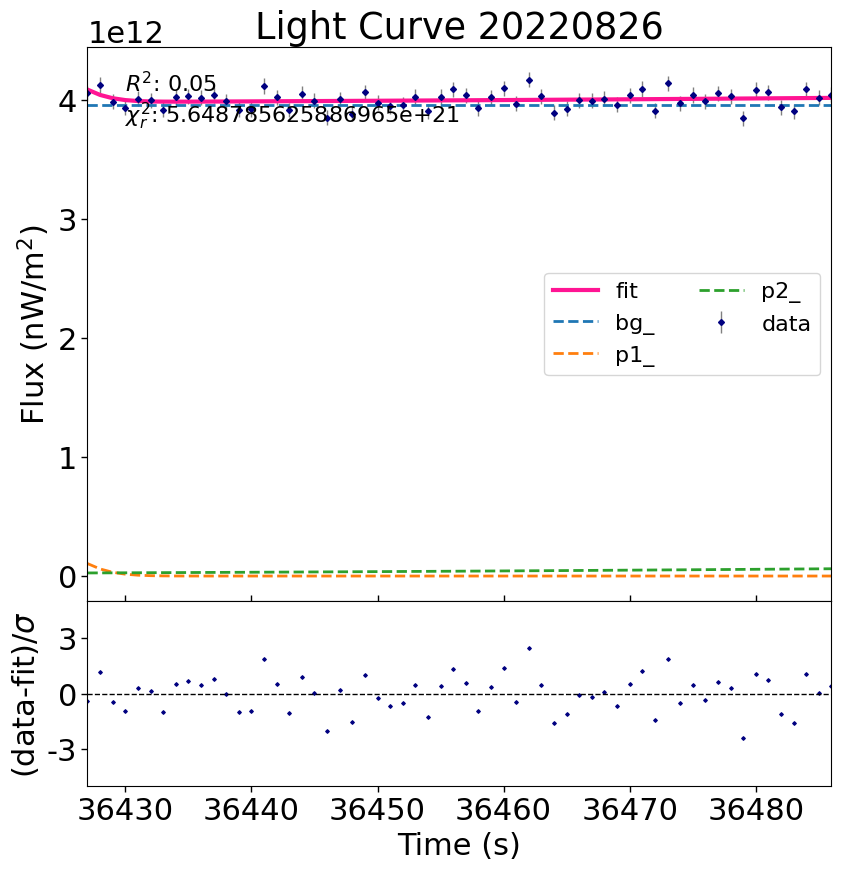 Light Curve 20220826
1e12
R²: 0.05
χᵣ²: 5.648785625886965e+21
4
3
2
1
0
Flux (nW/m²)
fit
bg_
p1_
p2_
data
3
0
-3
(data-fit)/σ
36430 36440 36450 36460 36470 36480
Time (s)